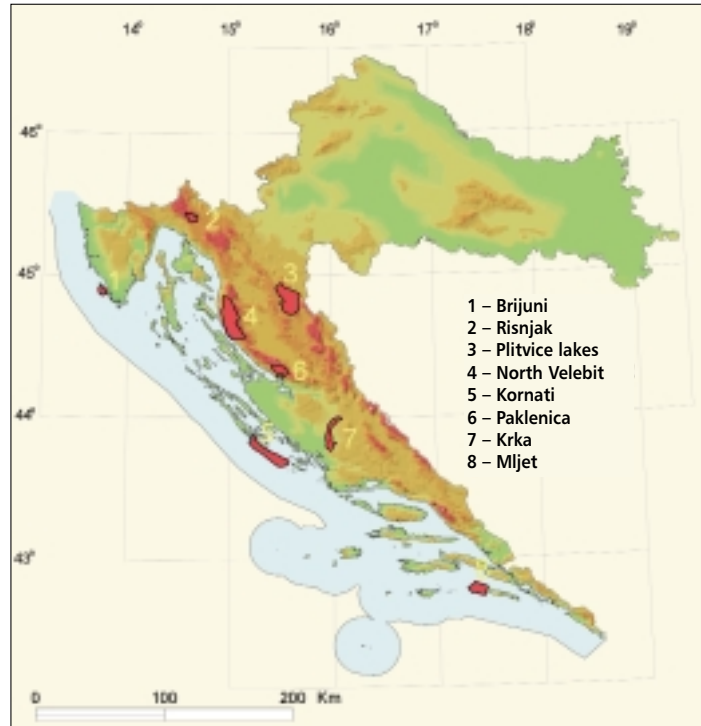 14° 15° 16° 17° 18° 19°
46°
2
45°
1
3
4
6
44°
5
7
43°
1 – Brijuni
2 – Risnjak
3 – Plitvice lakes
4 – North Velebit
5 – Kornati
6 – Paklenica
7 – Krka
8 – Mljet
0 100 200 Km